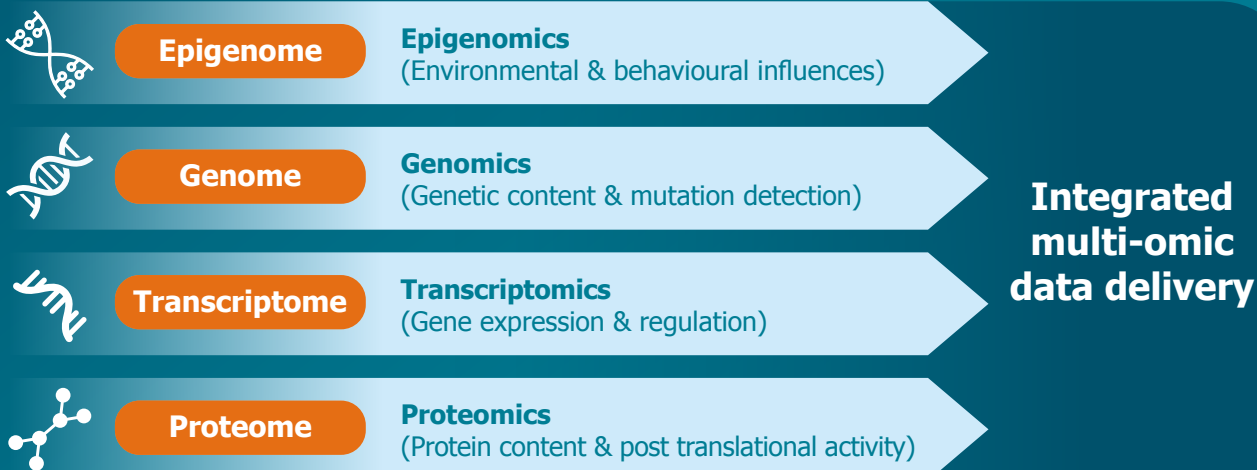 Epigenome
Epigenomics
(Environmental & behavioural influences)
Genome
Genomics
(Genetic content & mutation detection)
Transcriptome
Transcriptomics
(Gene expression & regulation)
Proteome
Proteomics
(Protein content & post translational activity)
Integrated
multi-omic
data delivery